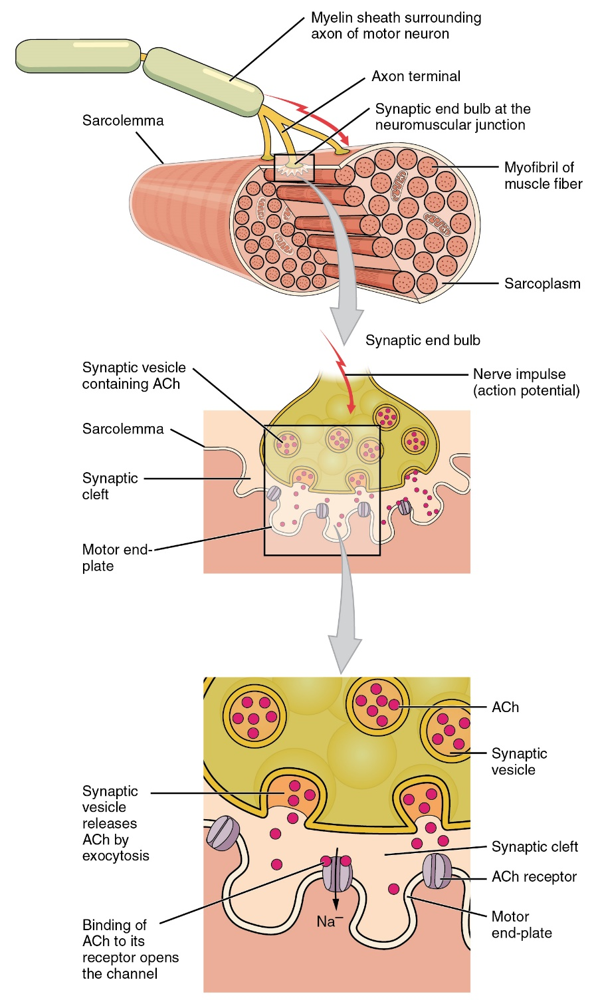 Myelin sheath surrounding
axon of motor neuron
Axon terminal
Synaptic end bulb at the
neuromuscular junction
Sarcolemma
Myofibril of
muscle fiber
Sarcoplasm
Synaptic end bulb
Synaptic vesicle
containing ACh
Nerve impulse
(action potential)
Sarcolemma
Synaptic
cleft
Motor end-
plate
ACh
Synaptic
vesicle
Synaptic
vesicle
releases
ACh by
exocytosis
Synaptic cleft
ACh receptor
Na–
Motor
end-plate
Binding of
ACh to its
receptor opens
the channel